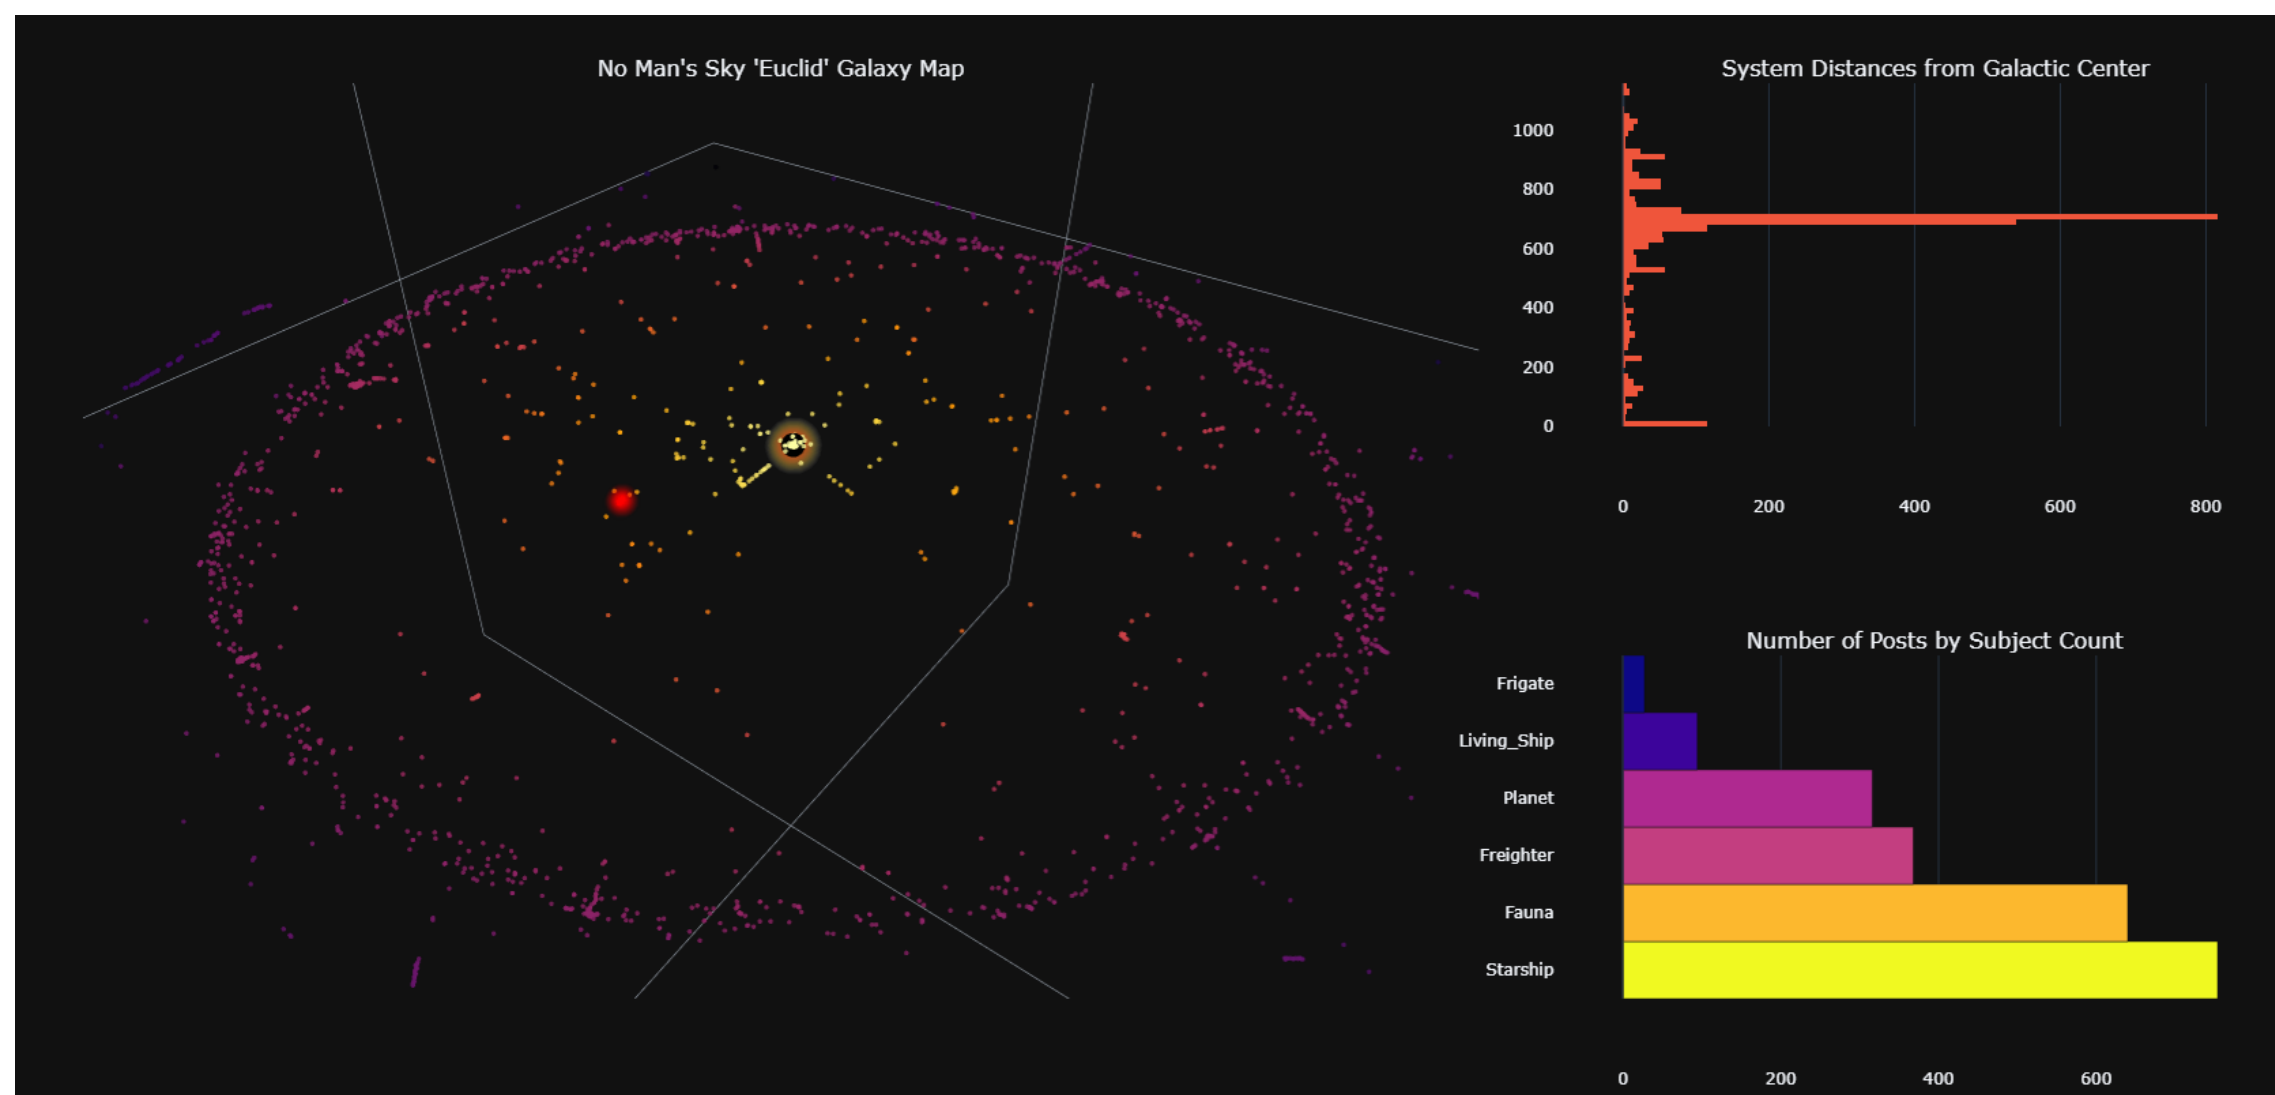 No Man's Sky 'Euclid' Galaxy Map
System Distances from Galactic Center
1000
800
600
400
200
0
0 200 400 600 800
Number of Posts by Subject Count
Frigate
Living_Ship
Planet
Freighter
Fauna
Starship
0 200 400 600